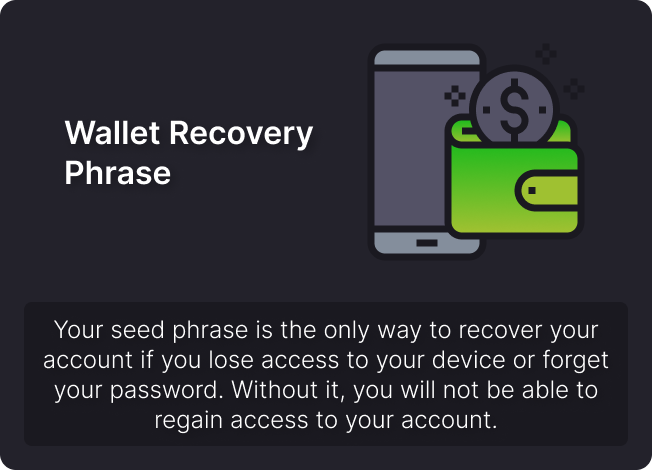 Wallet Recovery
Phrase
$
Your seed phrase is the only way to recover your
account if you lose access to your device or forget
your password. Without it, you will not be able to
regain access to your account.